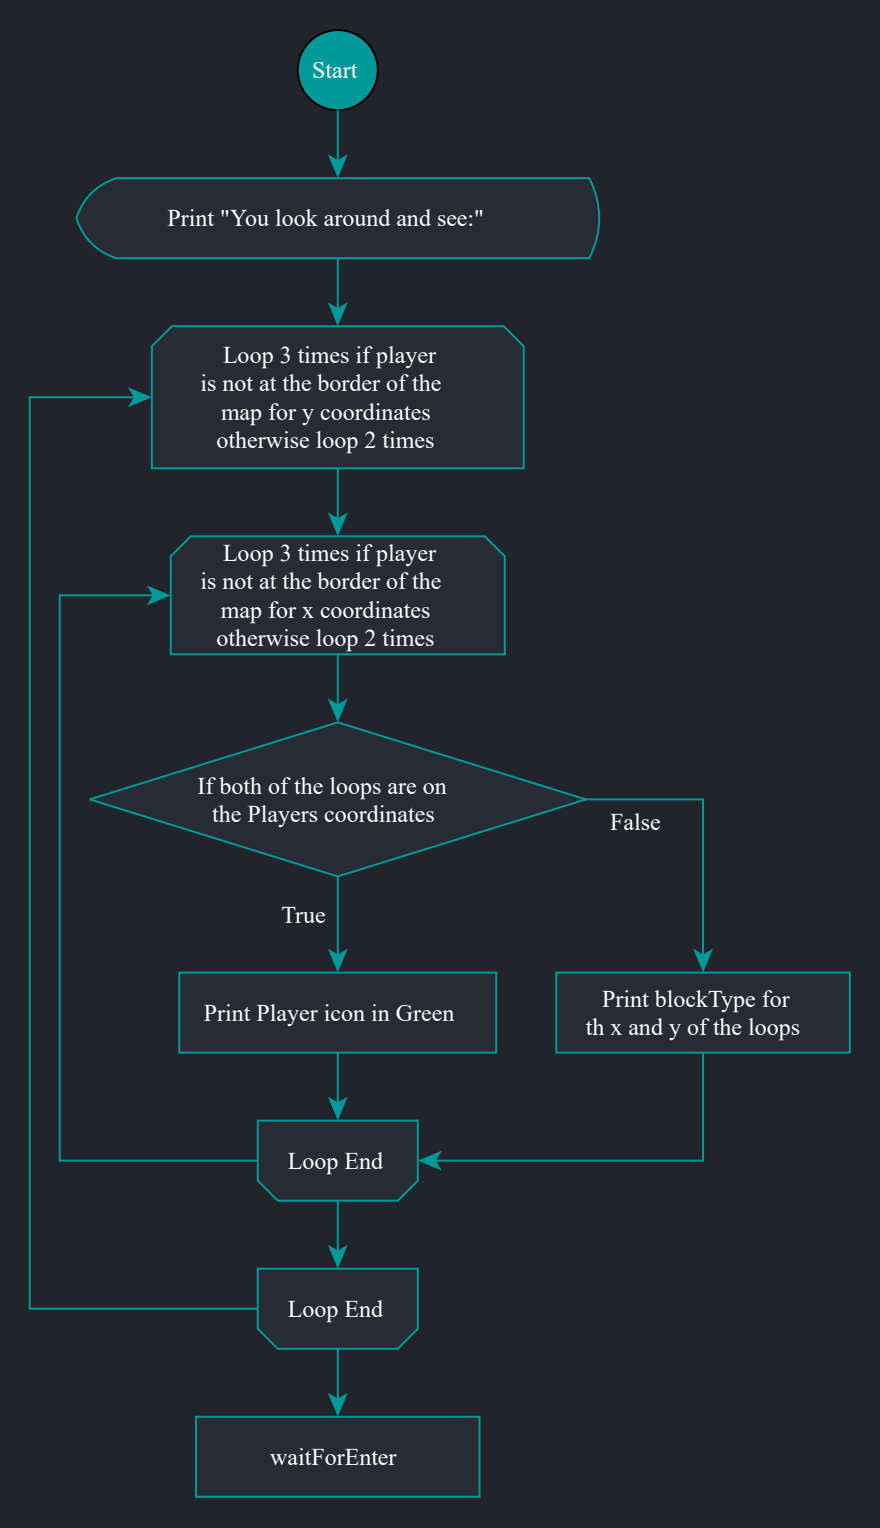 Start
Print "You look around and see:"
Loop 3 times if player
is not at the border of the
map for y coordinates
otherwise loop 2 times
Loop 3 times if player
is not at the border of the
map for x coordinates
otherwise loop 2 times
If both of the loops are on
the Players coordinates
False
True
Print Player icon in Green
Print blockType for
th x and y of the loops
Loop End
Loop End
waitForEnter